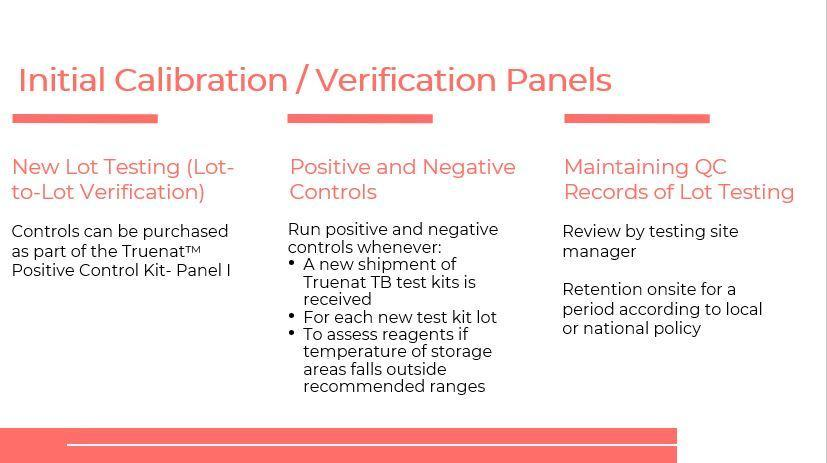 Initial Calibration / Verification Panels
New Lot Testing (Lot-
to-Lot Verification)
Controls can be purchased
as part of the Truenat™
Positive Control Kit- Panel I
Positive and Negative
Controls
Run positive and negative
controls whenever:
• A new shipment of
Truenat TB test kits is
received
• For each new test kit lot
• To assess reagents if
temperature of storage
areas falls outside
recommended ranges
Maintaining QC
Records of Lot Testing
Review by testing site
manager
Retention onsite for a
period according to local
or national policy